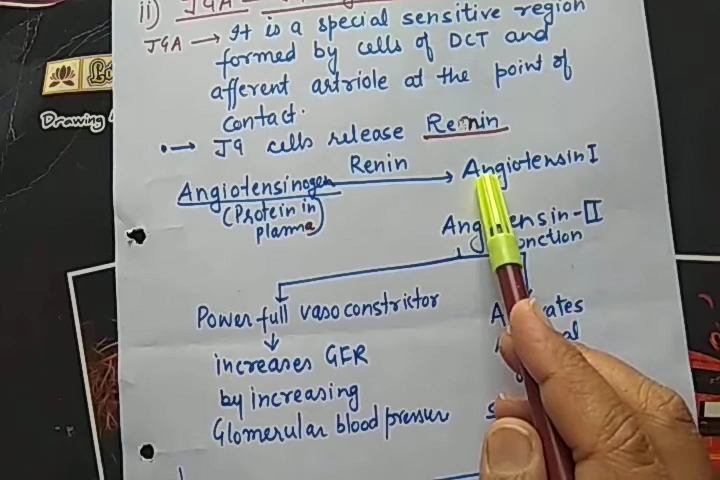 ii) JGA
JGA → It is a special sensitive region
formed by cells of DCT and
afferent artriole at the point of
contact.
• → JG cells release Renin
Renin
Angiotensinogen → Angiotensin I
(Protein in
plasma)
Angiotensin-II
Powerfull vasoconstrictor
increases GFR
by increasing
Glomerular blood pressur
Drawing